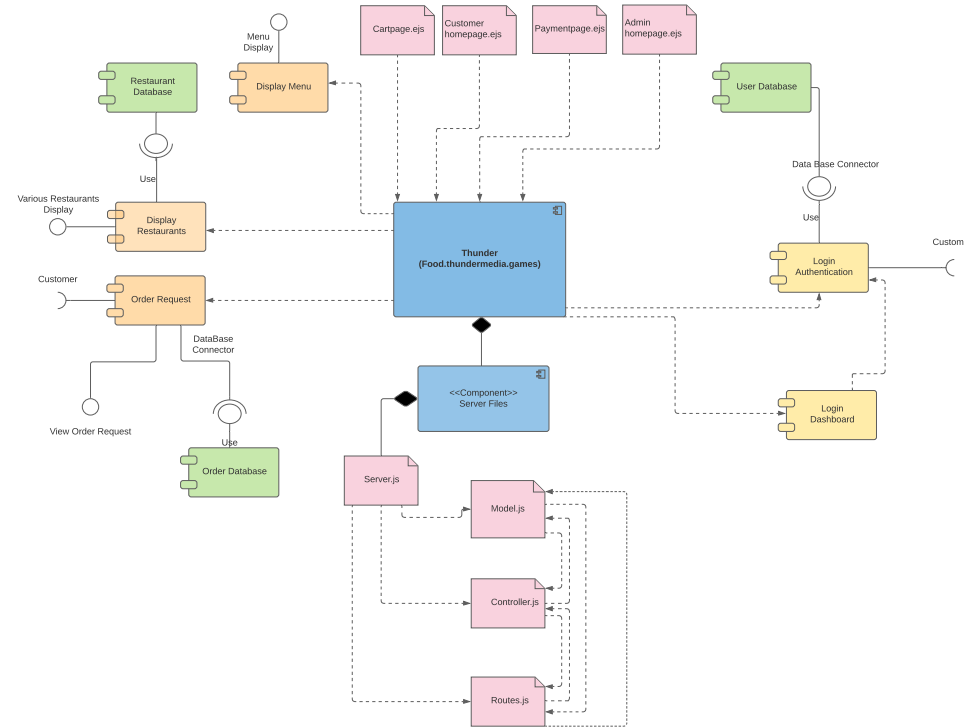 Menu
Display
Cartpage.ejs
Customer
homepage.ejs
Paymentpage.ejs
Admin
homepage.ejs
Restaurant
Database
Display Menu
User Database
Use
Data Base Connector
Various Restaurants
Display
Display
Restaurants
Use
Thunder
(Food.thundermedia.games)
Login
Authentication
Custom
Customer
Order Request
DataBase
Connector
<<Component>>
Server Files
Login
Dashboard
View Order Request
Use
Order Database
Server.js
Model.js
Controller.js
Routes.js